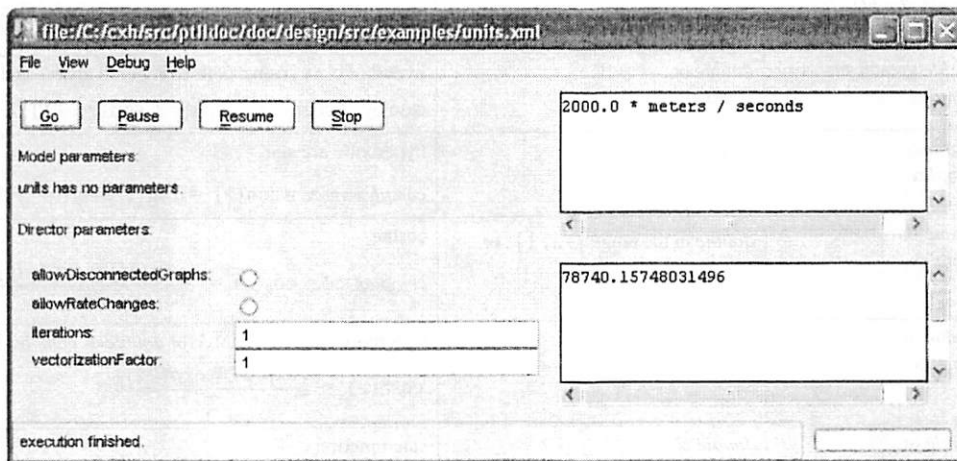 file:/C:/cxh/src/ptIIdoc/doc/design/src/examples/units.xml
File View Debug Help
Go Pause Resume Stop
Model parameters:
units has no parameters
Director parameters:
allowDisconnectedGraphs:
allowRateChanges:
iterations: 1
vectorizationFactor: 1
2000.0 * meters / seconds
78740.15748031496
execution finished.